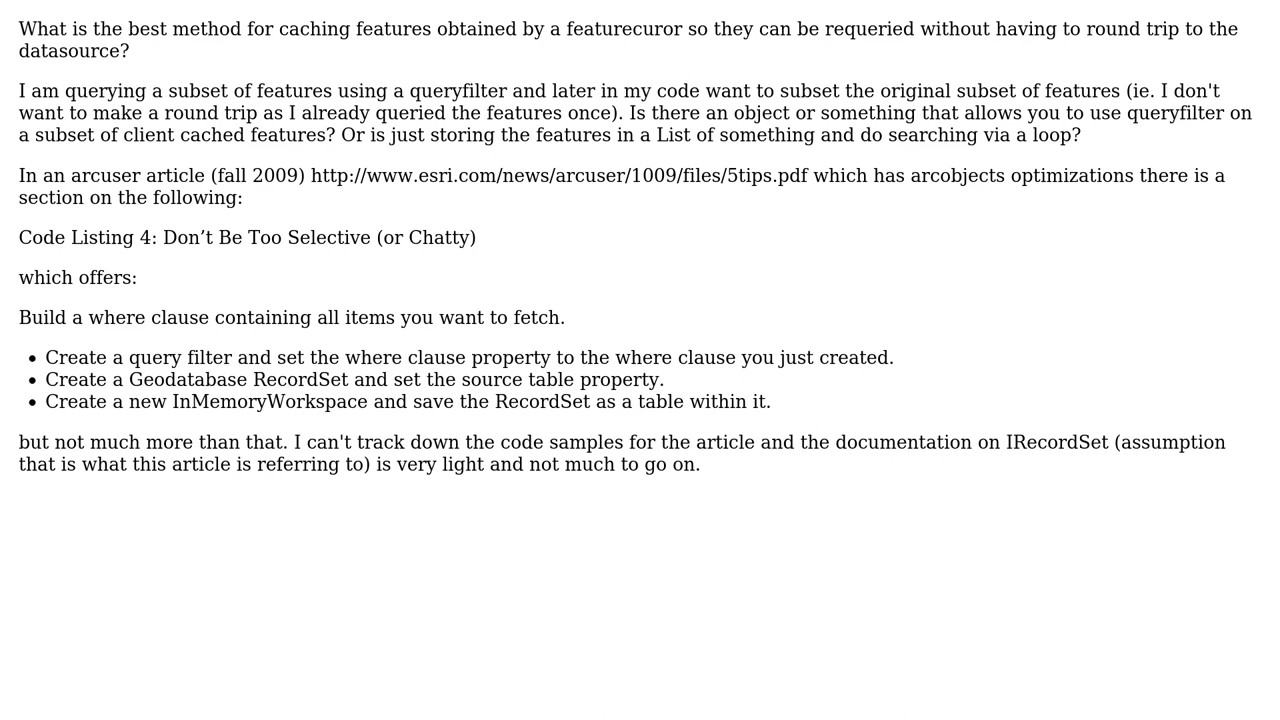 What is the best method for caching features obtained by a featurecuror so they can be requeried without having to round trip to the
datasource?
I am querying a subset of features using a queryfilter and later in my code want to subset the original subset of features (ie. I don't
want to make a round trip as I already queried the features once). Is there an object or something that allows you to use queryfilter on
a subset of client cached features? Or is just storing the features in a List of something and do searching via a loop?
In an arcuser article (fall 2009) http://www.esri.com/news/arcuser/1009/files/5tips.pdf which has arcobjects optimizations there is a
section on the following:
Code Listing 4: Don’t Be Too Selective (or Chatty)
which offers:
Build a where clause containing all items you want to fetch.
• Create a query filter and set the where clause property to the where clause you just created.
• Create a Geodatabase RecordSet and set the source table property.
• Create a new InMemoryWorkspace and save the RecordSet as a table within it.
but not much more than that. I can't track down the code samples for the article and the documentation on IRecordSet (assumption
that is what this article is referring to) is very light and not much to go on.